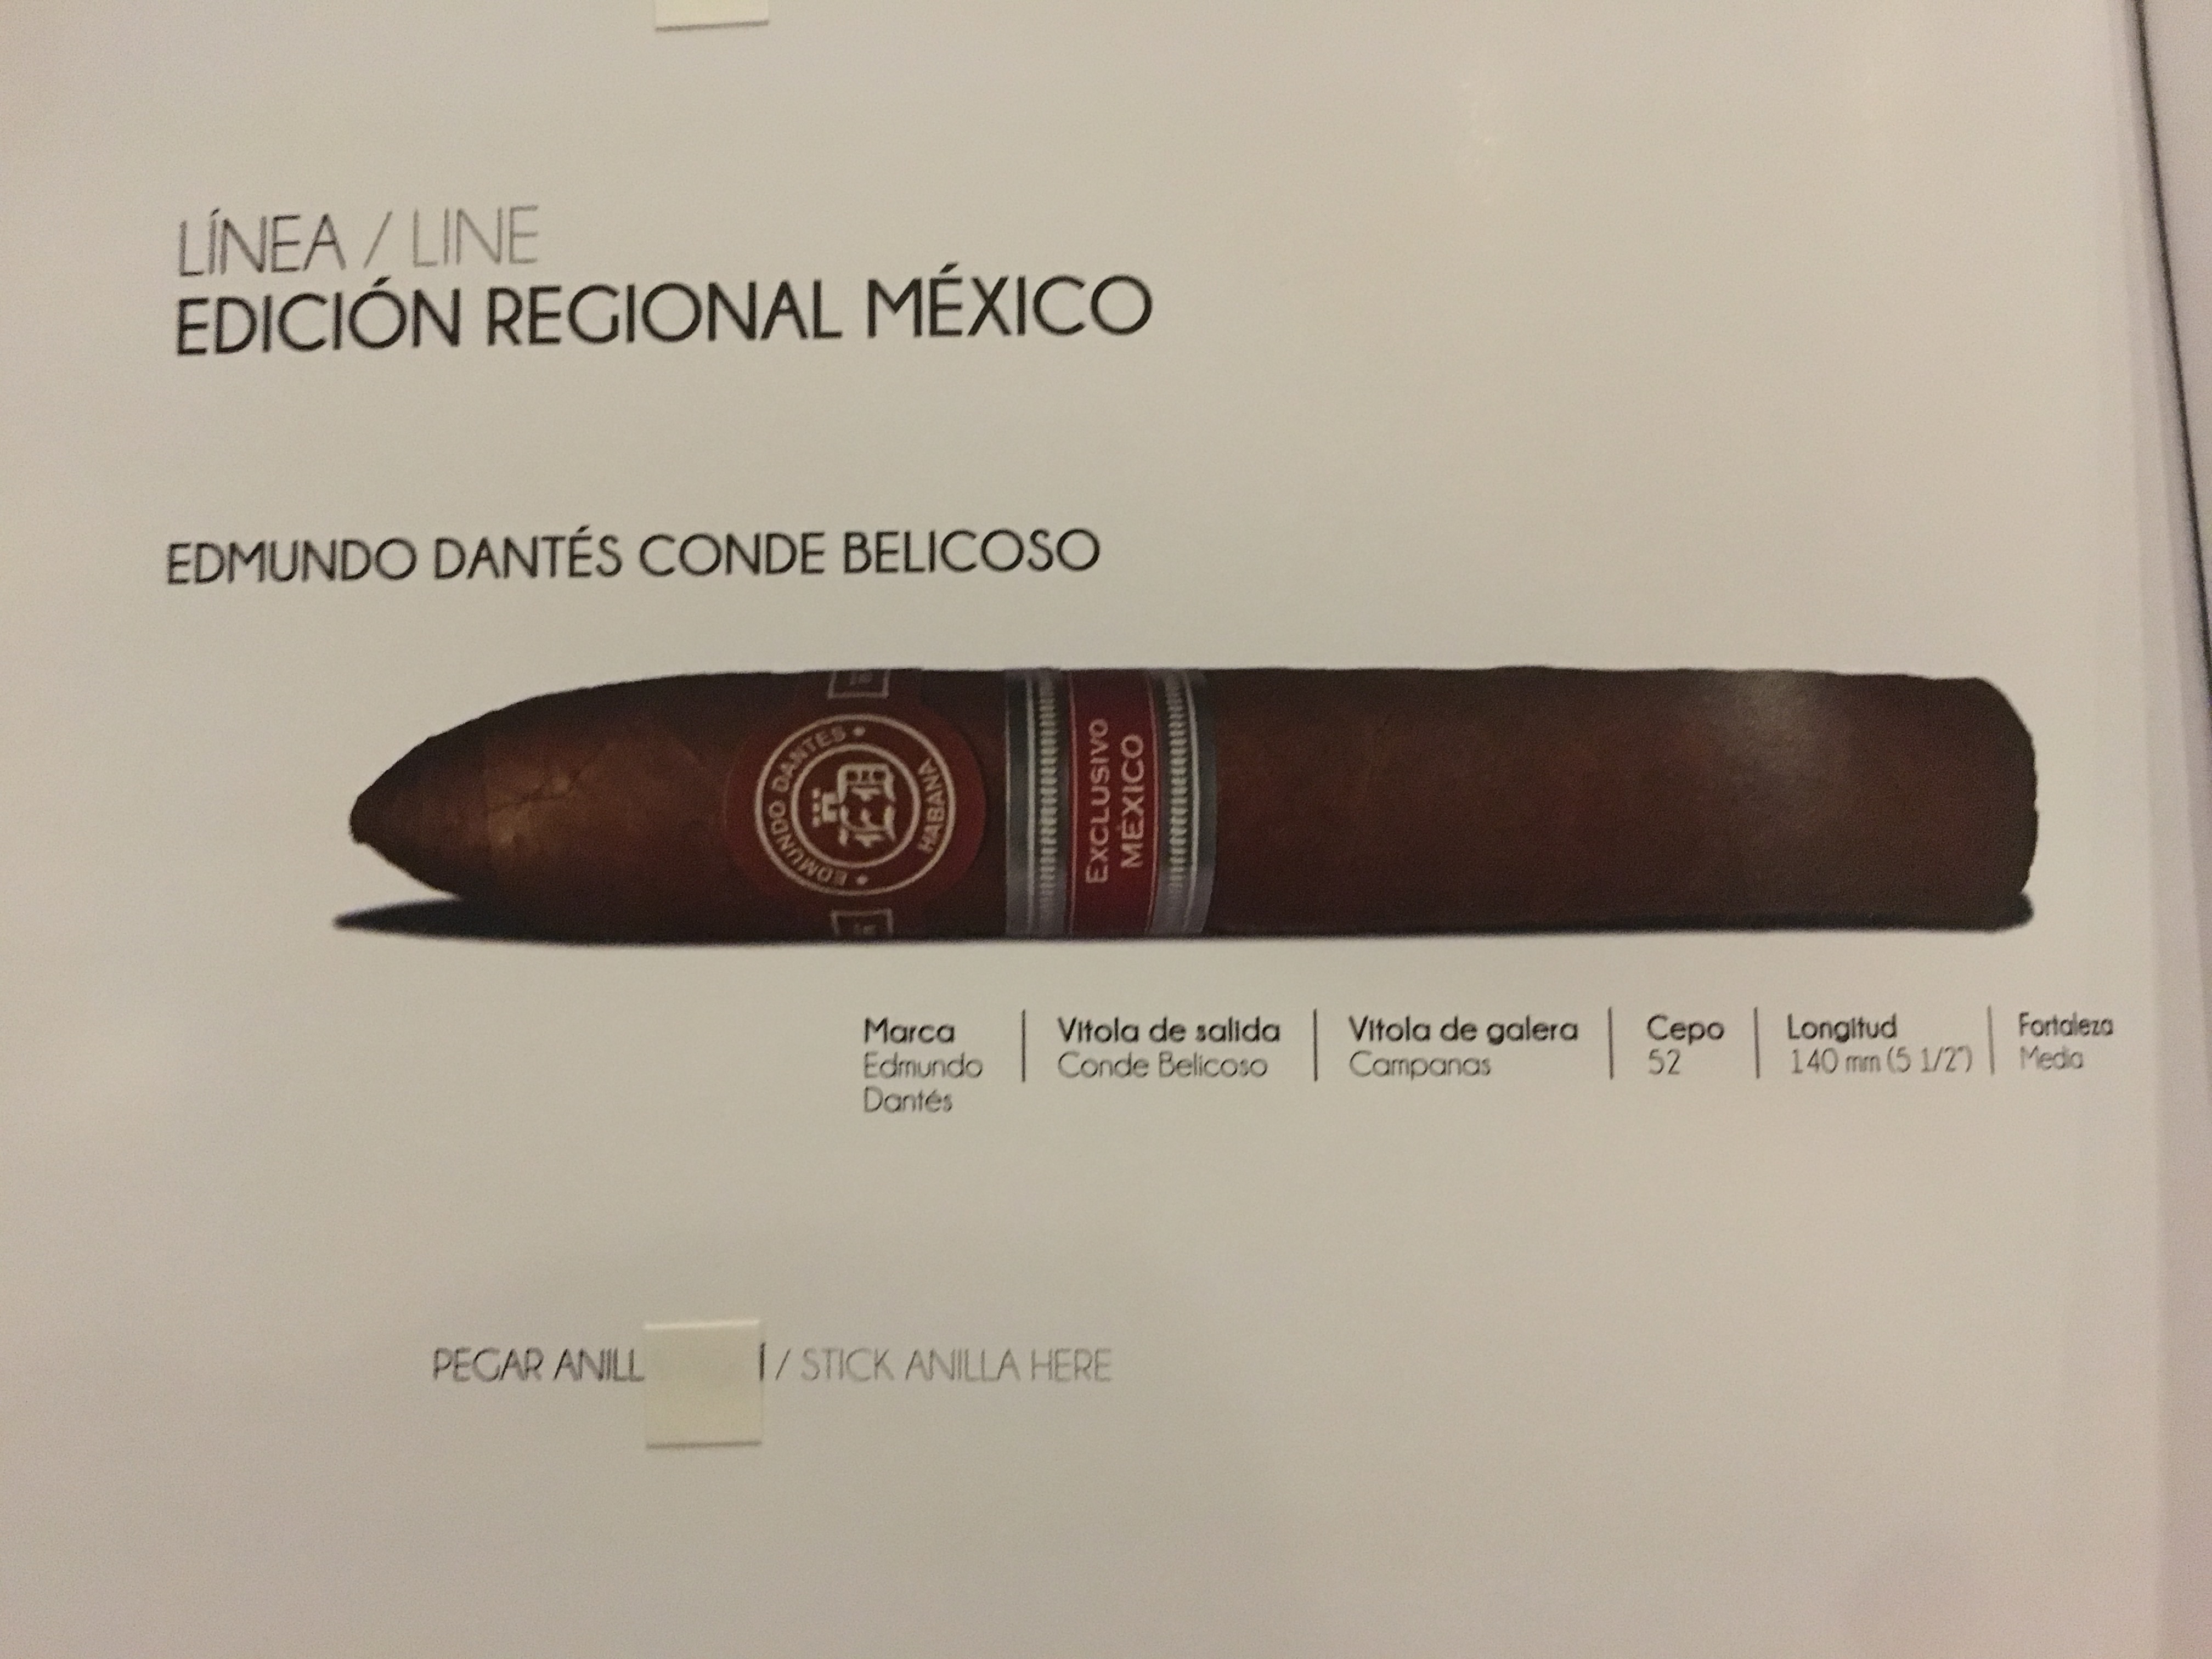 LÍNEA / LINE
EDICIÓN REGIONAL MÉXICO
EDMUNDO DANTÉS CONDE BELICOSO
• EDMUNDO DANTES •
HABANA
EXCLUSIVO
MÉXICO
Marca
Edmundo
Dantés
Vitola de salida
Conde Belicoso
Vitola de galera
Campanas
Cepo
52
Longitud
140 mm (5 1/2")
Fortaleza
Media
PEGAR ANILL Í / STICK ANILLA HERE